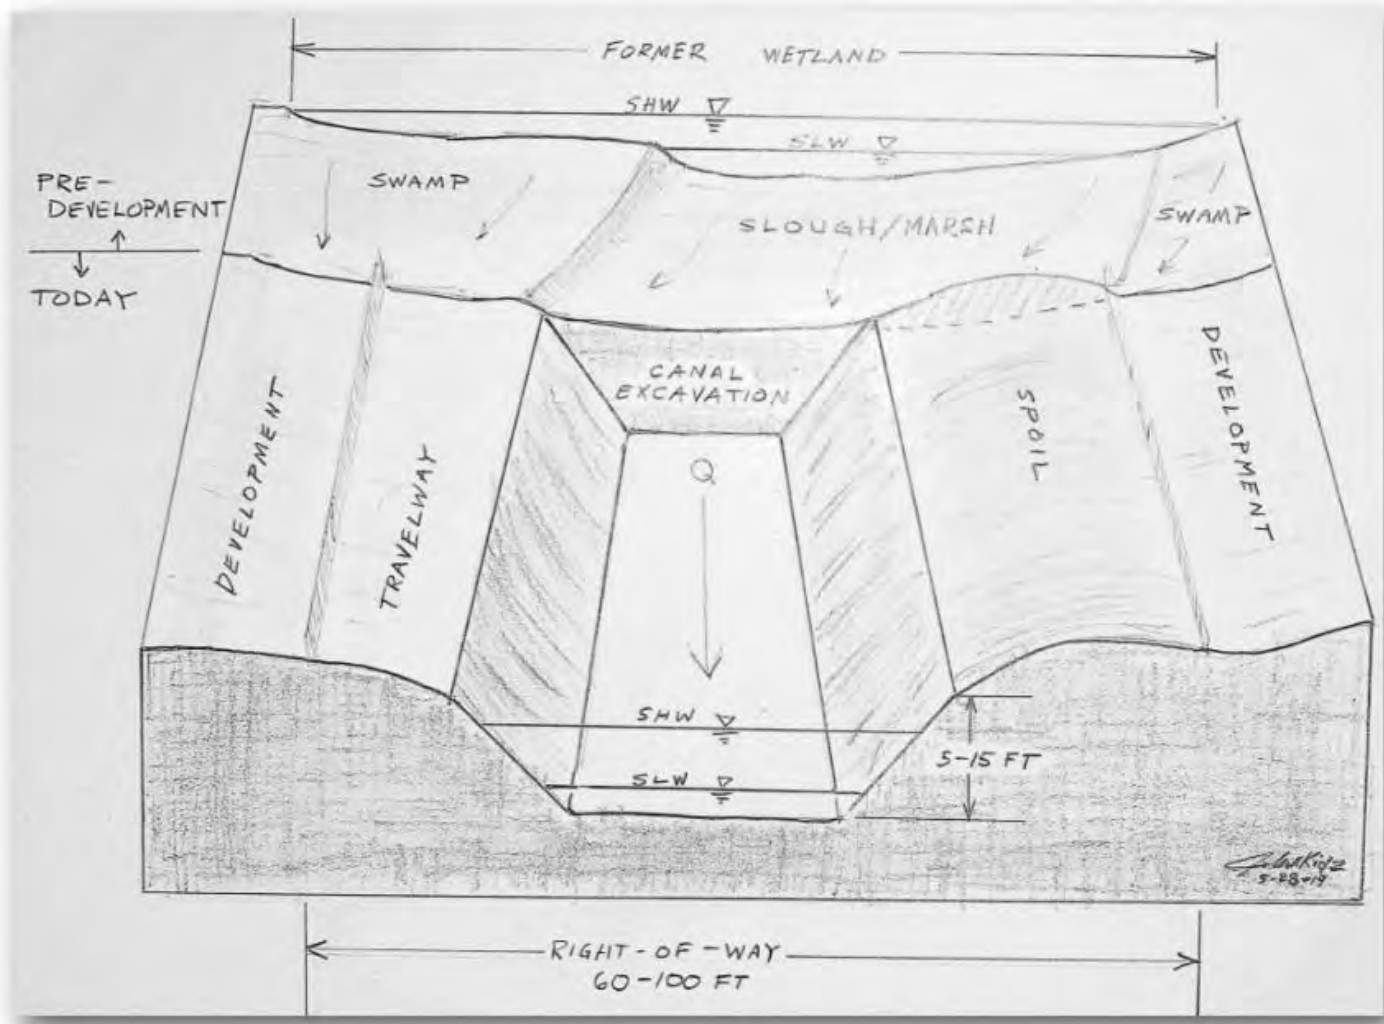 FORMER WETLAND
SHW
SLW
PRE-
DEVELOPMENT
TODAY
SWAMP
SLOUGH/MARSH
SWAMP
CANAL
EXCAVATION
Q
DEVELOPMENT
TRAVELWAY
SPOIL
DEVELOPMENT
SHW
SLW
5-15 FT
5-28-19
RIGHT-OF-WAY
60-100 FT